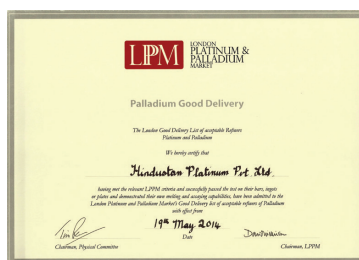 LPPM
LONDON
PLATINUM &
PALLADIUM
MARKET
Palladium Good Delivery
The London Good Delivery List of acceptable Refiners
Platinum and Palladium
We hereby certify that
Hindustan Platinum Pvt. Ltd.
having met the relevant LPPM criteria and successfully passed the test on their bars, ingots
or plates and demonstrated their own melting and assaying capabilities, have been admitted to the
London Platinum and Palladium Market's Good Delivery list of acceptable refiners of Palladium
with effect from
19th May 2014
Date
Chairman, Physical Committee
Chairman, LPPM